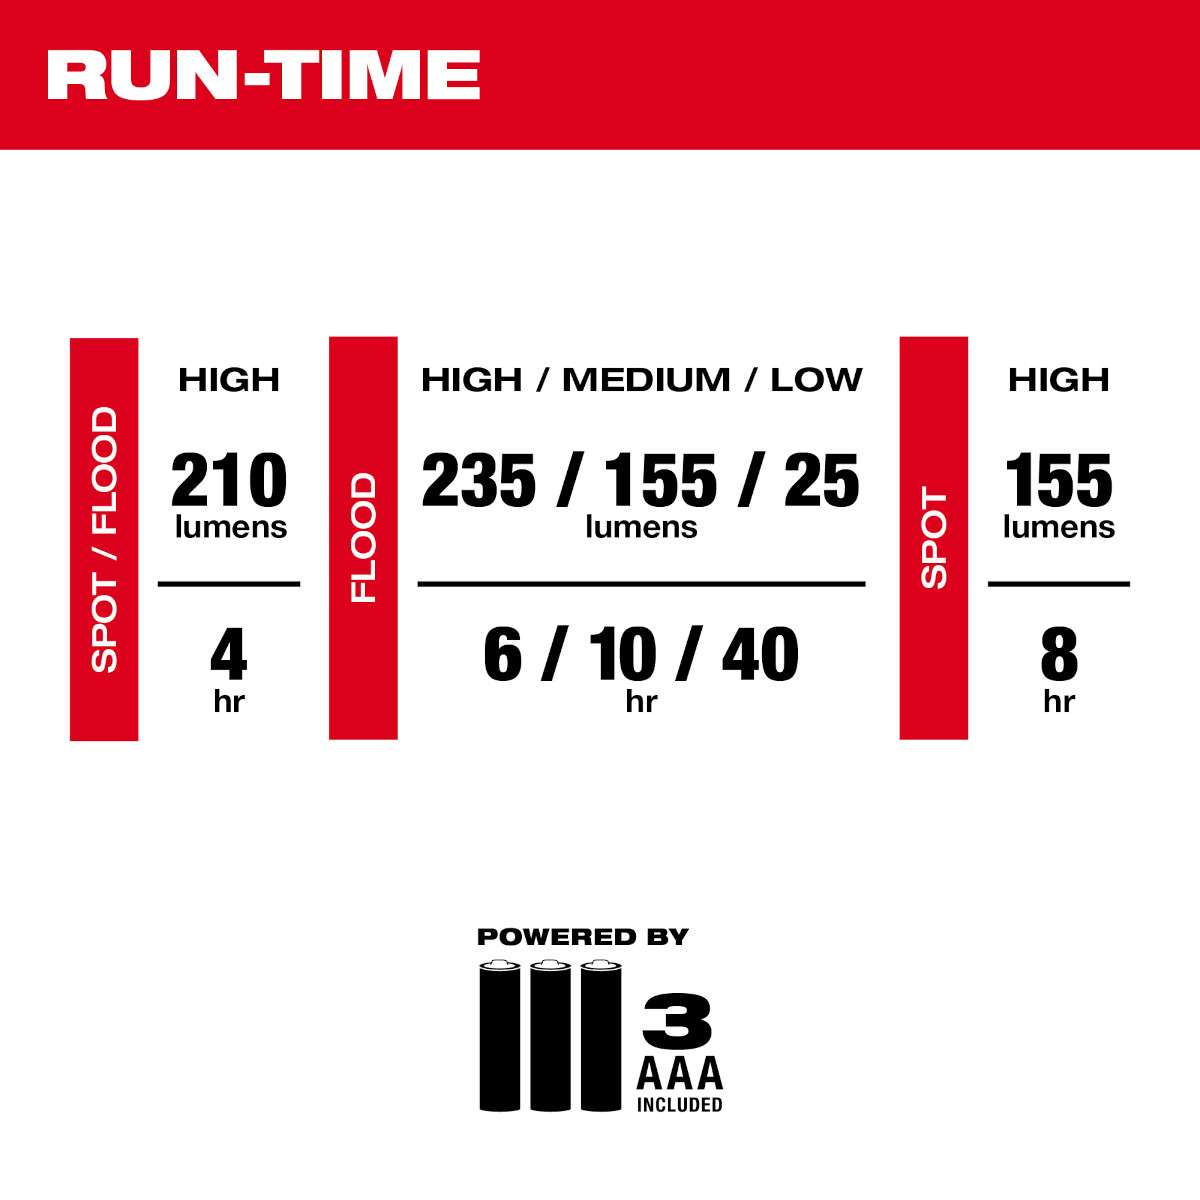 RUN-TIME
SPOT / FLOOD
HIGH
210
lumens
4
hr
FLOOD
HIGH / MEDIUM / LOW
235 / 155 / 25
lumens
6 / 10 / 40
hr
SPOT
HIGH
155
lumens
8
hr
POWERED BY
3
AAA
INCLUDED